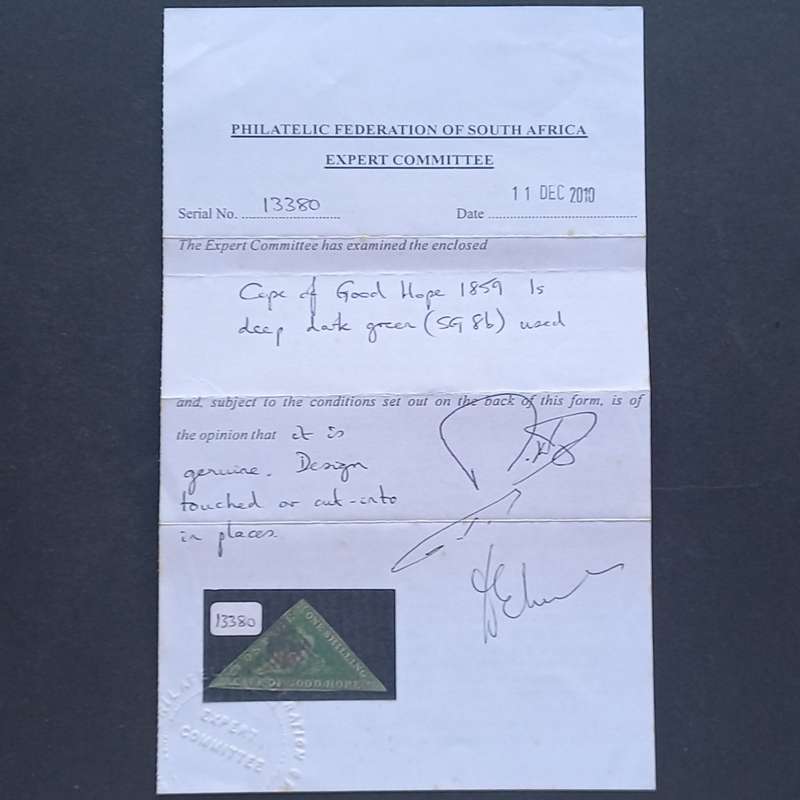 PHILATELIC FEDERATION OF SOUTH AFRICA
EXPERT COMMITTEE
Serial No. 13380
Date 11 DEC 2010
The Expert Committee has examined the enclosed
Cape of Good Hope 1859 1s
deep dark green (SG 8b) used
and, subject to the conditions set out on the back of this form, is of
the opinion that it is
genuine. Design
touched or cut-into
in places.
13380
ONE SHILLING
CAPE OF GOOD HOPE
EXPERT
COMMITTEE